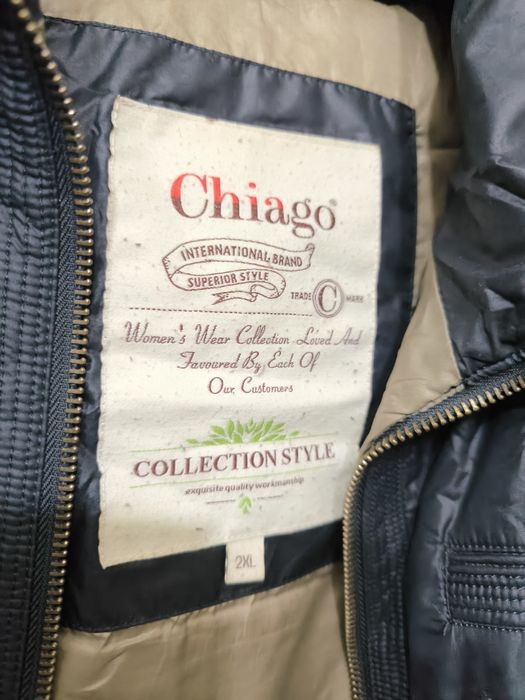 Chiago®
INTERNATIONAL BRAND
SUPERIOR STYLE
TRADE C MARK
Women's Wear Collection Loved And
Favoured By Each Of
Our Customers
COLLECTION STYLE
exquisite quality workmanship
2XL